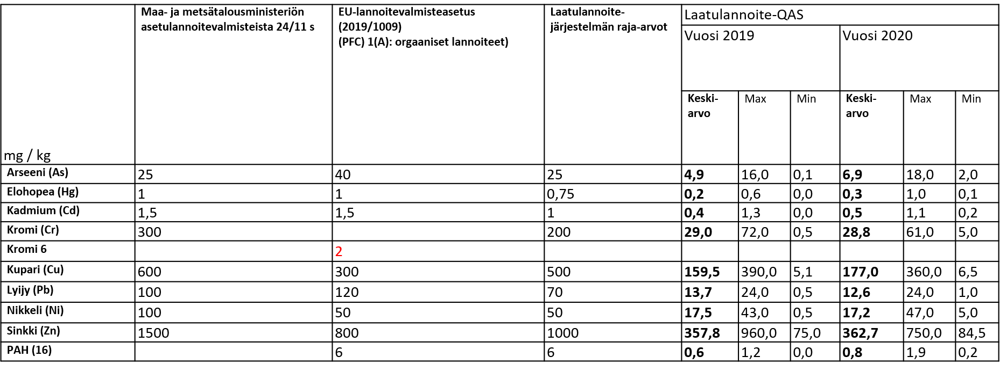 mg / kg
Maa- ja metsätalousministeriön
asetulannoitevalmisteista 24/11 s
EU-lannoitevalmisteasetus
(2019/1009)
(PFC) 1(A): orgaaniset lannoiteet)
Laatulannoite-
järjestelmän raja-arvot
Laatulannoite-QAS
Vuosi 2019 Vuosi 2020
Keski-
arvo
Max Min
Keski-
arvo
Max Min
Arseeni (As) 25 40 25 4,9 16,0 0,1 6,9 18,0 2,0
Elohopea (Hg) 1 1 0,75 0,2 0,6 0,0 0,3 1,0 0,1
Kadmium (Cd) 1,5 1,5 1 0,4 1,3 0,0 0,5 1,1 0,2
Kromi (Cr) 300 200 29,0 72,0 0,5 28,8 61,0 5,0
Kromi 6 2
Kupari (Cu) 600 300 500 159,5 390,0 5,1 177,0 360,0 6,5
Lyijy (Pb) 100 120 70 13,7 24,0 0,5 12,6 24,0 1,0
Nikkeli (Ni) 100 50 50 17,5 43,0 0,5 17,2 47,0 5,0
Sinkki (Zn) 1500 800 1000 357,8 960,0 75,0 362,7 750,0 84,5
PAH (16) 6 6 0,6 1,2 0,0 0,8 1,9 0,2